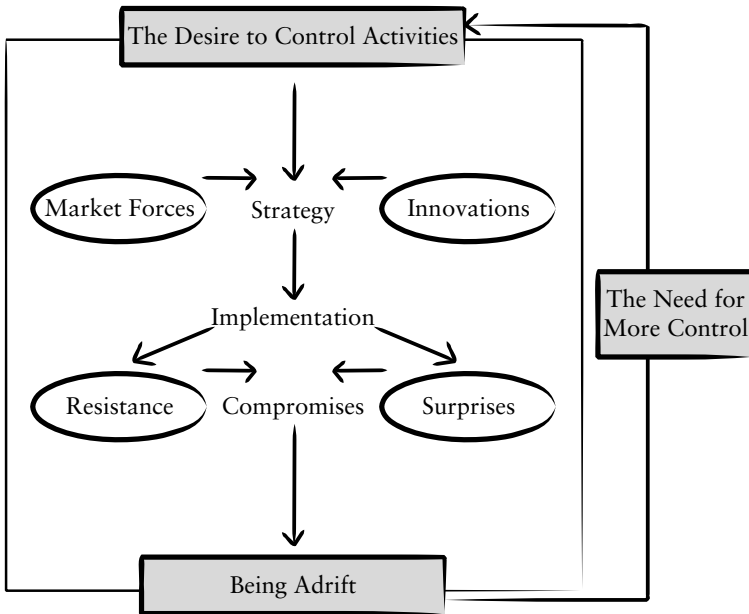 The Desire to Control Activities
Market Forces
Strategy
Innovations
Implementation
The Need for
More Control
Resistance
Compromises
Surprises
Being Adrift